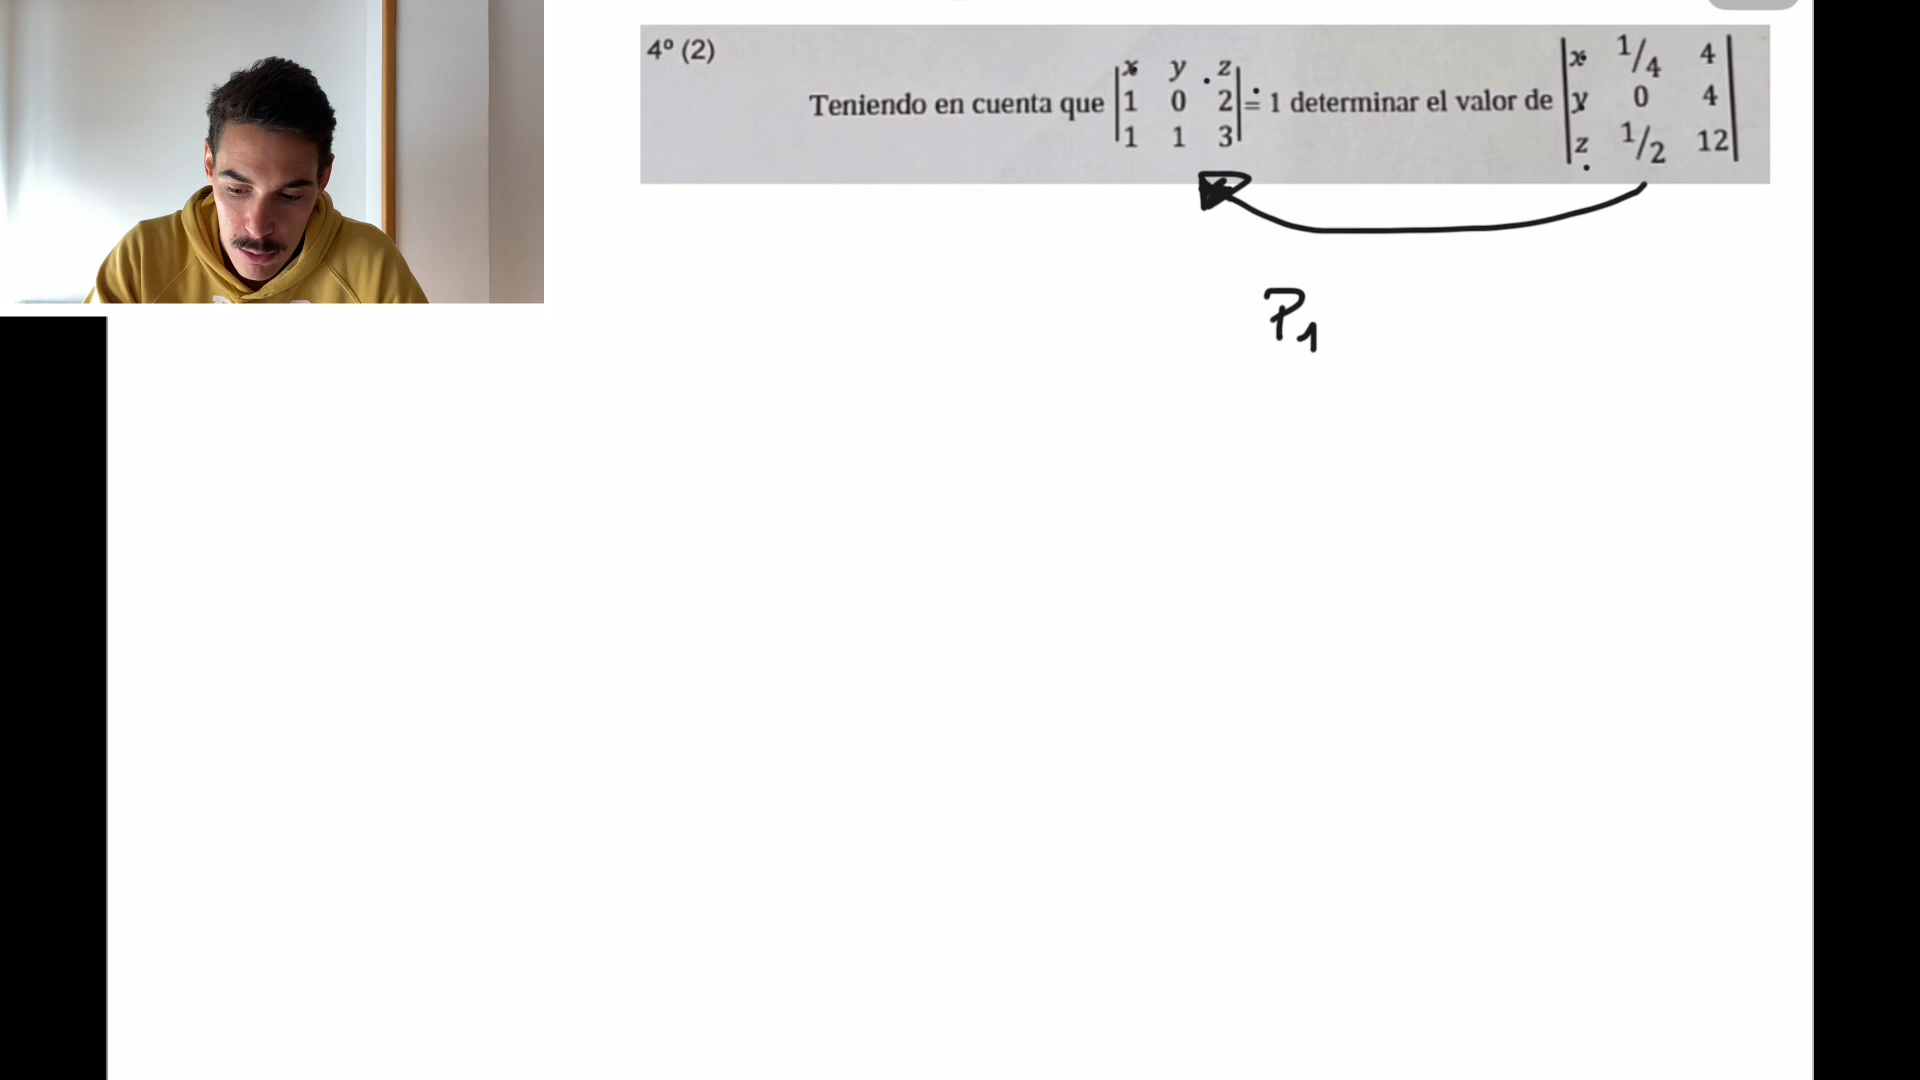 4º (2)
Teniendo en cuenta que |x y z| = 1 determinar el valor de |x 1/4 4|
|1 0 2| |y 0 4|
|1 1 3| |z 1/2 12|
P1